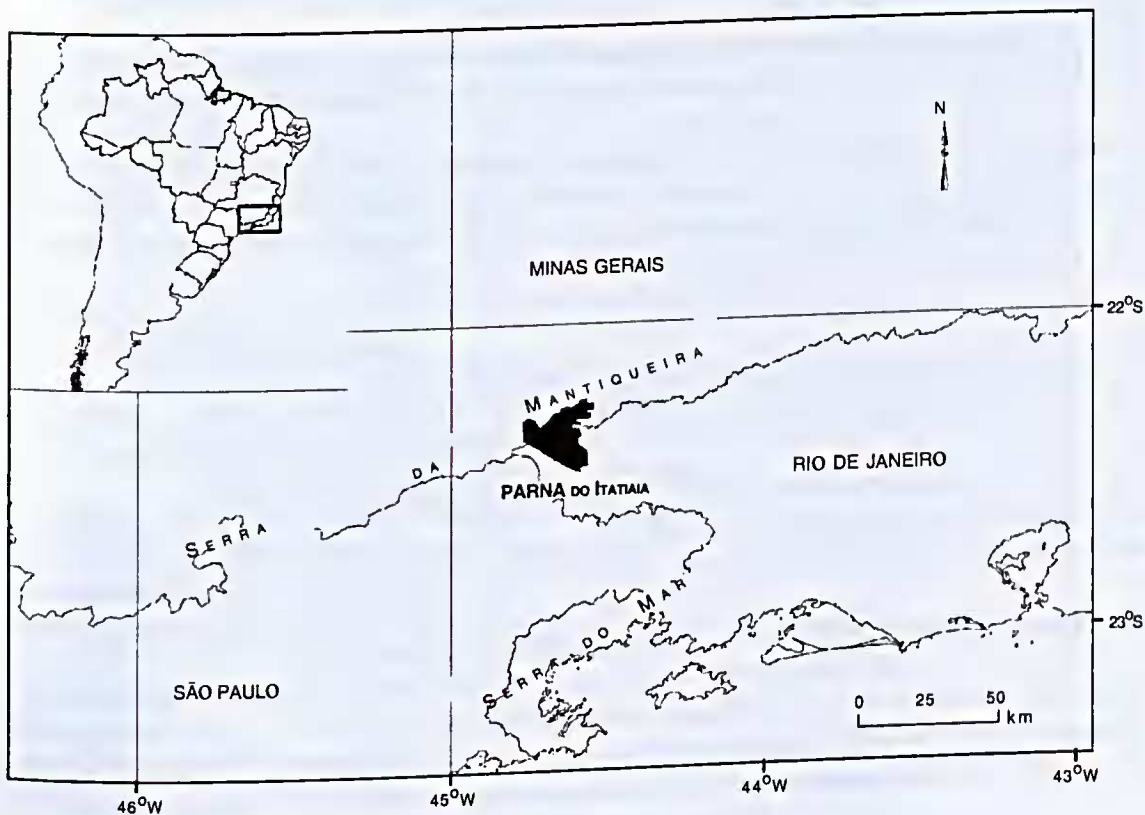 N
MINAS GERAIS
22°S
SERRA DA MANTIQUEIRA
RIO DE JANEIRO
PARNA DO ITATIAIA
SERRA DO MAR
23°S
SÃO PAULO
0 25 50
km
46°W 45°W 44°W 43°W